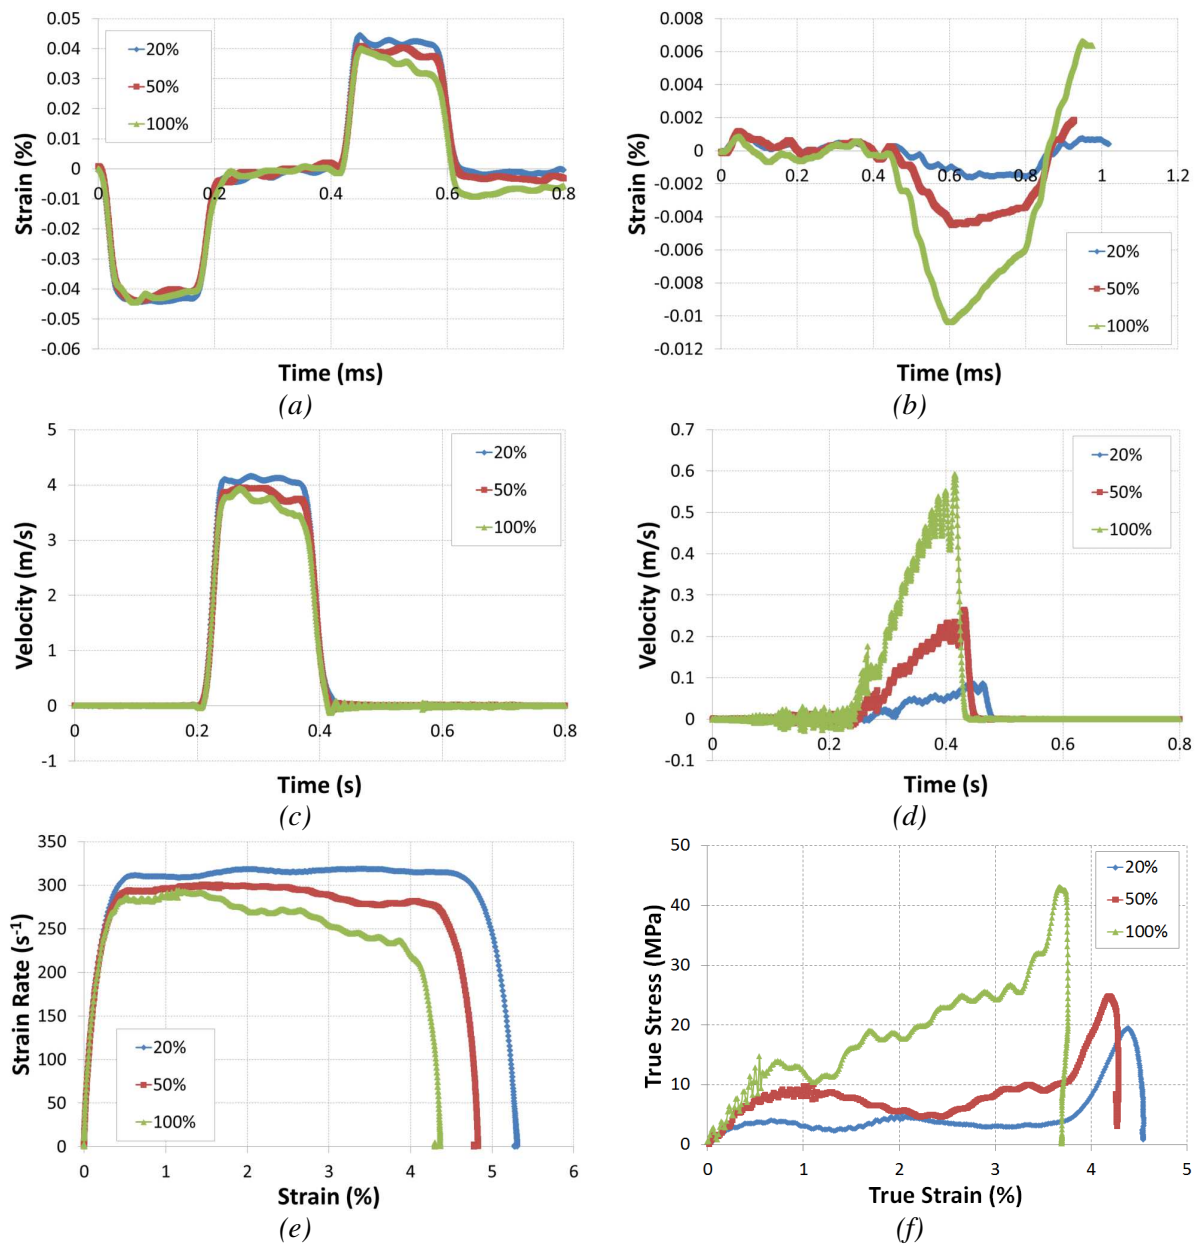 0.05
0.04
0.03
0.02
0.01
0
-0.01
-0.02
-0.03
-0.04
-0.05
-0.06
0 0.2 0.4 0.6 0.8
Strain (%)
Time (ms)
20%
50%
100%
(a)
0.008
0.006
0.004
0.002
0
-0.002
-0.004
-0.006
-0.008
-0.01
-0.012
0 0.2 0.4 0.6 0.8 1 1.2
Strain (%)
Time (ms)
20%
50%
100%
(b)
5
4
3
2
1
0
-1
0 0.2 0.4 0.6 0.8
Velocity (m/s)
Time (s)
20%
50%
100%
(c)
0.7
0.6
0.5
0.4
0.3
0.2
0.1
0
-0.1
0 0.2 0.4 0.6 0.8
Velocity (m/s)
Time (s)
20%
50%
100%
(d)
350
300
250
200
150
100
50
0
0 1 2 3 4 5 6
Strain Rate (s⁻¹)
Strain (%)
20%
50%
100%
(e)
50
40
30
20
10
0
0 1 2 3 4 5
True Stress (MPa)
True Strain (%)
20%
50%
100%
(f)